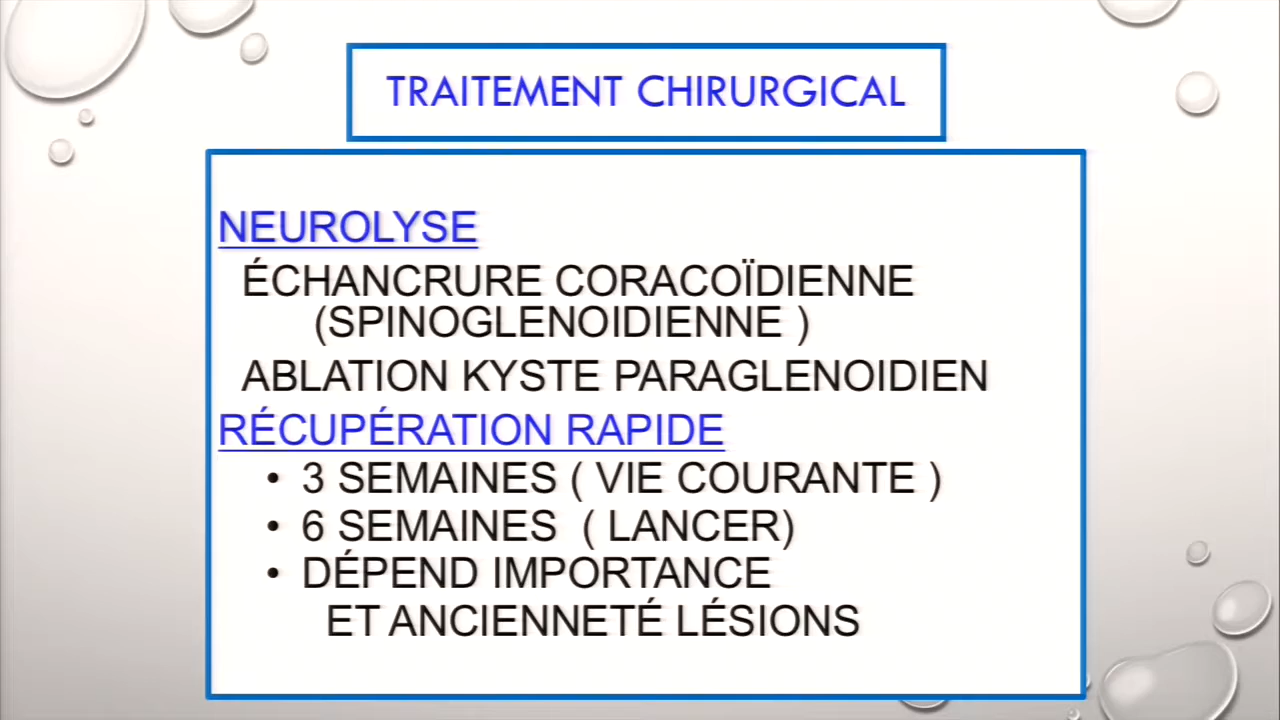 TRAITEMENT CHIRURGICAL
NEUROLYSE
ÉCHANCRURE CORACOÏDIENNE
(SPINOGLENOIDIENNE )
ABLATION KYSTE PARAGLENOIDIEN
RÉCUPÉRATION RAPIDE
• 3 SEMAINES ( VIE COURANTE )
• 6 SEMAINES ( LANCER)
• DÉPEND IMPORTANCE
ET ANCIENNETÉ LÉSIONS